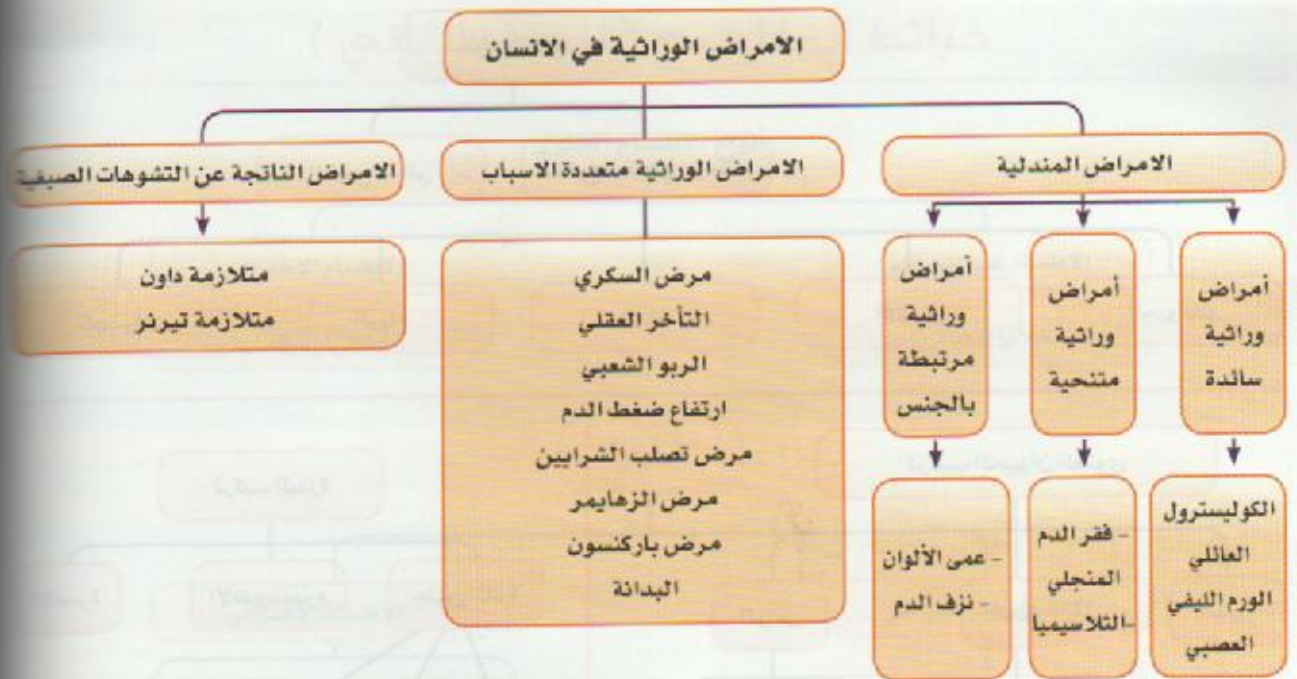 الامراض الوراثية في الانسان
الامراض المندلية
الامراض الوراثية متعددة الاسباب
الامراض الناتجة عن التشوهات الصبغية
أمراض
وراثية
سائدة
أمراض
وراثية
متنحية
أمراض
وراثية
مرتبطة
بالجنس
الكوليسترول
العائلي
الورم الليفي
العصبي
- فقر الدم
المنجلي
-التلاسيميا
- عمى الألوان
- نزف الدم
مرض السكري
التأخر العقلي
الربو الشعبي
ارتفاع ضغط الدم
مرض تصلب الشرايين
مرض الزهايمر
مرض باركنسون
البدانة
متلازمة داون
متلازمة تيرنر